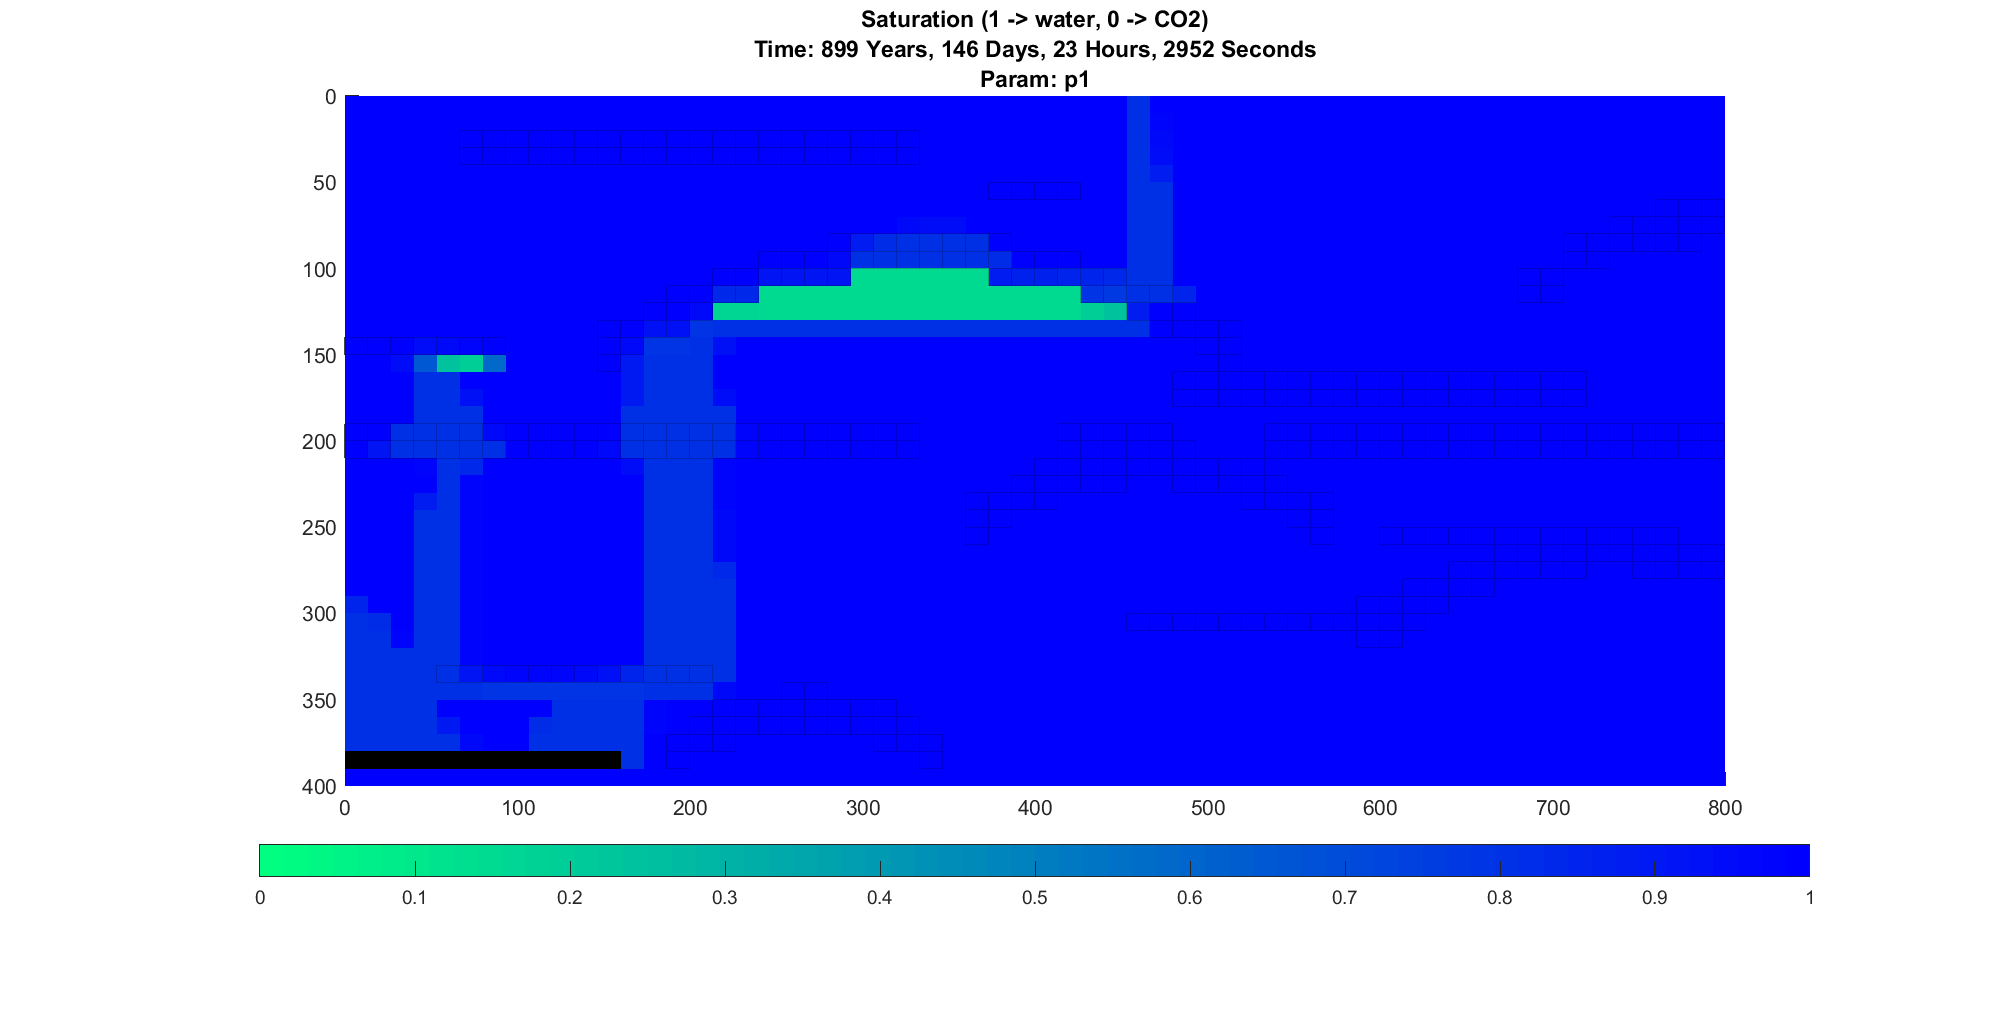 Saturation (1 -> water, 0 -> CO2)
Time: 899 Years, 146 Days, 23 Hours, 2952 Seconds
Param: p1
0
50
100
150
200
250
300
350
400
0 100 200 300 400 500 600 700 800
0 0.1 0.2 0.3 0.4 0.5 0.6 0.7 0.8 0.9 1